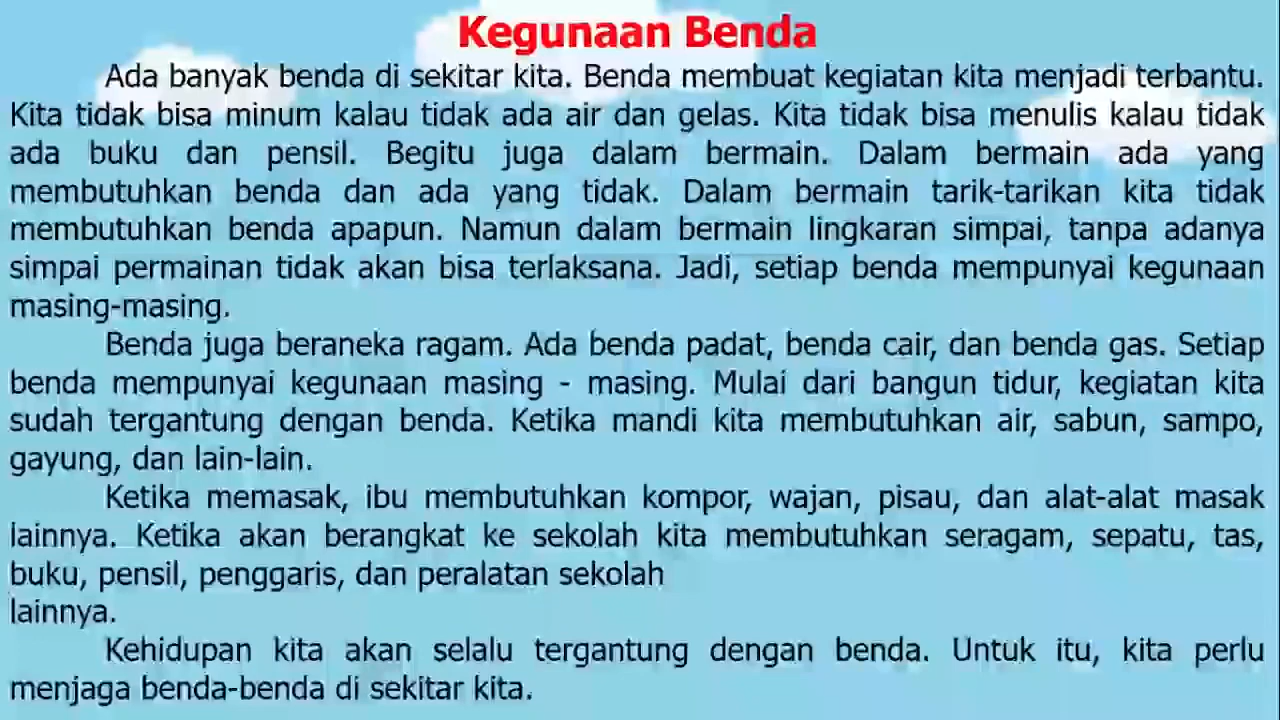 Kegunaan Benda
Ada banyak benda di sekitar kita. Benda membuat kegiatan kita menjadi terbantu.
Kita tidak bisa minum kalau tidak ada air dan gelas. Kita tidak bisa menulis kalau tidak
ada buku dan pensil. Begitu juga dalam bermain. Dalam bermain ada yang
membutuhkan benda dan ada yang tidak. Dalam bermain tarik-tarikan kita tidak
membutuhkan benda apapun. Namun dalam bermain lingkaran simpai, tanpa adanya
simpai permainan tidak akan bisa terlaksana. Jadi, setiap benda mempunyai kegunaan
masing-masing.
Benda juga beraneka ragam. Ada benda padat, benda cair, dan benda gas. Setiap
benda mempunyai kegunaan masing - masing. Mulai dari bangun tidur, kegiatan kita
sudah tergantung dengan benda. Ketika mandi kita membutuhkan air, sabun, sampo,
gayung, dan lain-lain.
Ketika memasak, ibu membutuhkan kompor, wajan, pisau, dan alat-alat masak
lainnya. Ketika akan berangkat ke sekolah kita membutuhkan seragam, sepatu, tas,
buku, pensil, penggaris, dan peralatan sekolah
lainnya.
Kehidupan kita akan selalu tergantung dengan benda. Untuk itu, kita perlu
menjaga benda-benda di sekitar kita.